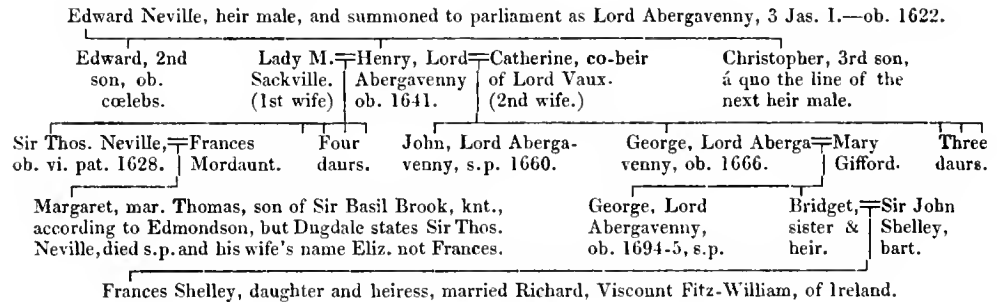 Edward Neville, heir male, and summoned to parliament as Lord Abergavenny, 3 Jas. I.—ob. 1622.
Edward, 2nd son, ob. cœlebs.
Lady M. Sackville. (1st wife)
Henry, Lord Abergavenny ob. 1641.
Catherine, co-heir of Lord Vaux. (2nd wife.)
Christopher, 3rd son, á quo the line of the next heir male.
Sir Thos. Neville, ob. vi. pat. 1628.
Frances Mordaunt.
Four daurs.
John, Lord Abergavenny, s.p. 1660.
George, Lord Abergavenny, ob. 1666.
Mary Gifford.
Three daurs.
Margaret, mar. Thomas, son of Sir Basil Brook, knt.,
according to Edmondson, but Dugdale states Sir Thos.
Neville, died s.p. and his wife's name Eliz. not Frances.
George, Lord Abergavenny, ob. 1694-5, s.p.
Bridget, sister & heir.
Sir John Shelley, bart.
Frances Shelley, daughter and heiress, married Richard, Viscount Fitz-William, of Ireland.